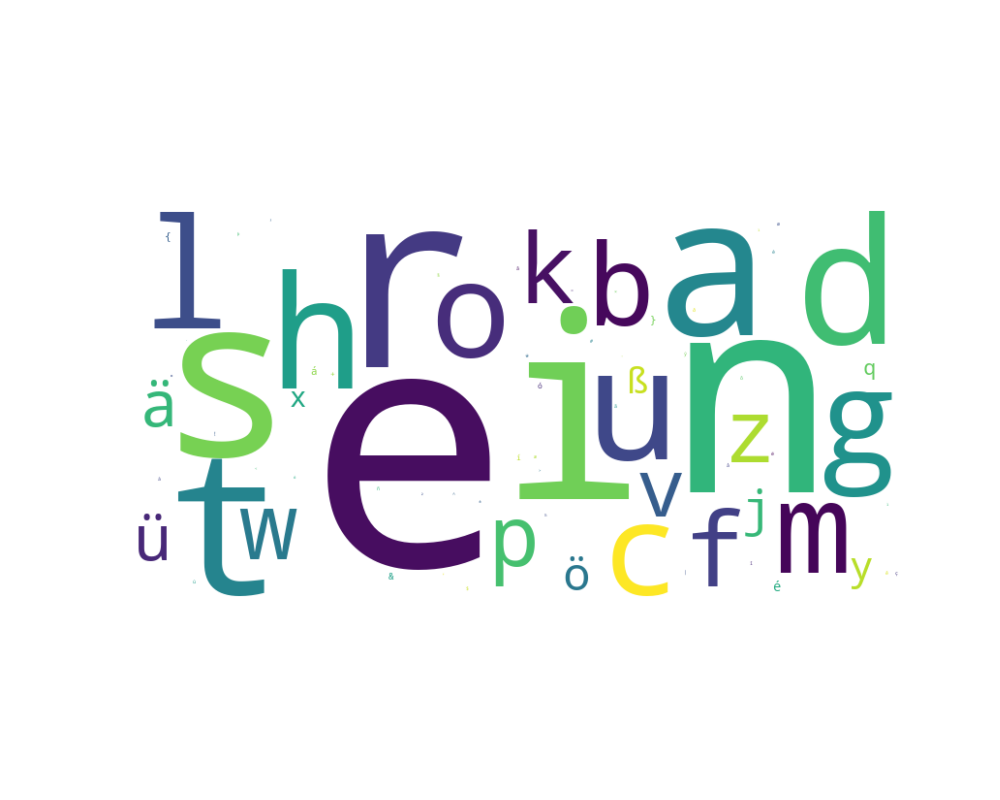 l h r o k b a d
s e i u n z g q
ä x ß { } á
t w p v c f j m
ü ö é y